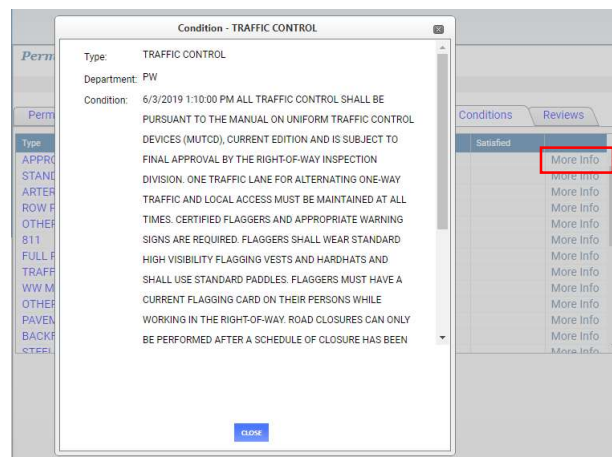 Condition - TRAFFIC CONTROL
Type: TRAFFIC CONTROL
Department: PW
Condition: 6/3/2019 1:10:00 PM ALL TRAFFIC CONTROL SHALL BE
PURSUANT TO THE MANUAL ON UNIFORM TRAFFIC CONTROL
DEVICES (MUTCD), CURRENT EDITION AND IS SUBJECT TO
FINAL APPROVAL BY THE RIGHT-OF-WAY INSPECTION
DIVISION. ONE TRAFFIC LANE FOR ALTERNATING ONE-WAY
TRAFFIC AND LOCAL ACCESS MUST BE MAINTAINED AT ALL
TIMES. CERTIFIED FLAGGERS AND APPROPRIATE WARNING
SIGNS ARE REQUIRED. FLAGGERS SHALL WEAR STANDARD
HIGH VISIBILITY FLAGGING VESTS AND HARDHATS AND
SHALL USE STANDARD PADDLES. FLAGGERS MUST HAVE A
CURRENT FLAGGING CARD ON THEIR PERSONS WHILE
WORKING IN THE RIGHT-OF-WAY. ROAD CLOSURES CAN ONLY
BE PERFORMED AFTER A SCHEDULE OF CLOSURE HAS BEEN
CLOSE
Perm
Perm Conditions Reviews
Type Satisfied
APPRO More Info
STAND More Info
ARTER More Info
ROW P More Info
OTHER More Info
811 More Info
FULL R More Info
TRAFF More Info
WW M More Info
OTHER More Info
PAVEM More Info
BACKF More Info
STEEL More Info